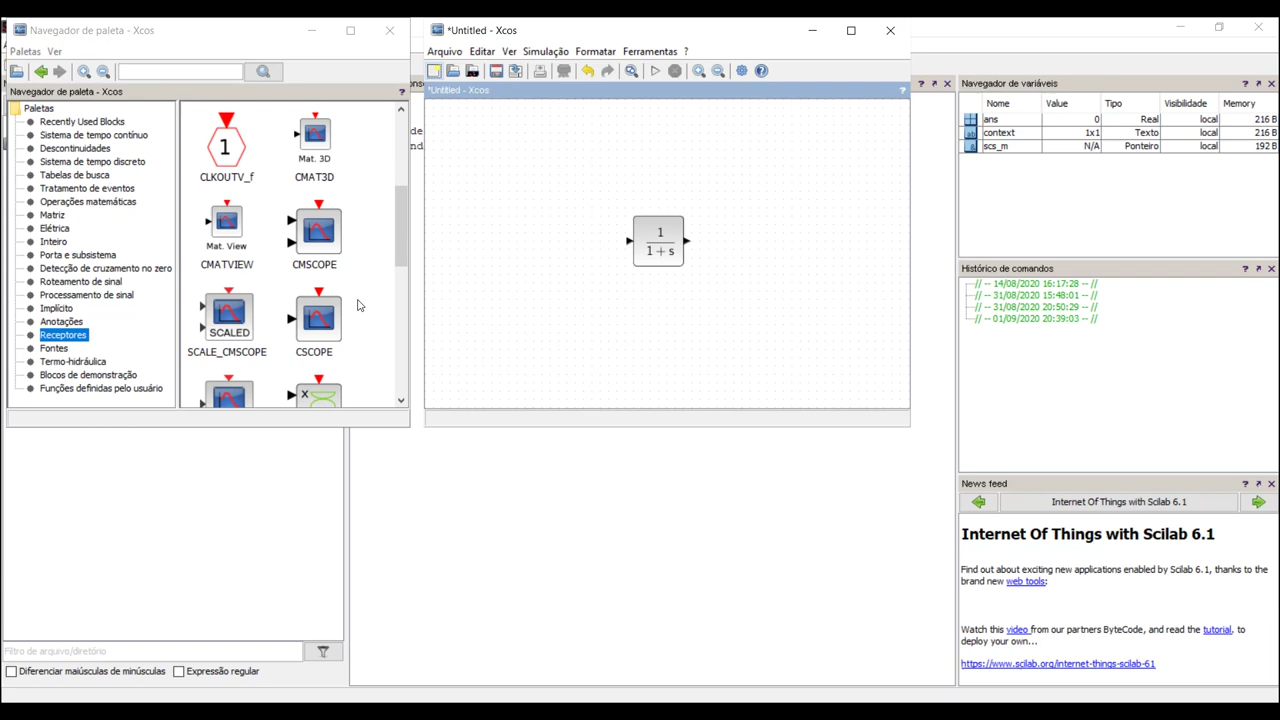 Navegador de paleta - Xcos
Paletas Ver
Navegador de paleta - Xcos ?
Paletas
Recently Used Blocks
Sistema de tempo contínuo
Descontinuidades
Sistema de tempo discreto
Tabelas de busca
Tratamento de eventos
Operações matemáticas
Matriz
Elétrica
Inteiro
Porta e subsistema
Detecção de cruzamento no zero
Roteamento de sinal
Processamento de sinal
Implícito
Anotações
Receptores
Fontes
Termo-hidráulica
Blocos de demonstração
Funções definidas pelo usuário
1
CLKOUTV_f
Mat. 3D
CMAT3D
Mat. View
CMATVIEW
CMSCOPE
SCALED
SCALE_CMSCOPE
CSCOPE
X
*Untitled - Xcos
Arquivo Editar Ver Simulação Formatar Ferramentas ?
*Untitled - Xcos ?
1
1 + s
Filtro de arquivo/diretório
Diferenciar maiúsculas de minúsculas Expressão regular
Navegador de variáveis
Nome Value Tipo Visibilidade Memory
ans 0 Real local 216 B
context 1x1 Texto local 216 B
scs_m N/A Ponteiro local 192 B
Histórico de comandos
// -- 14/08/2020 16:17:28 -- //
// -- 31/08/2020 15:48:01 -- //
// -- 31/08/2020 20:50:29 -- //
// -- 01/09/2020 20:39:03 -- //
News feed
Internet Of Things with Scilab 6.1
Internet Of Things with Scilab 6.1
Find out about exciting new applications enabled by Scilab 6.1, thanks to the
brand new web tools:
Watch this video from our partners ByteCode, and read the tutorial, to
deploy your own...
https://www.scilab.org/internet-things-scilab-61